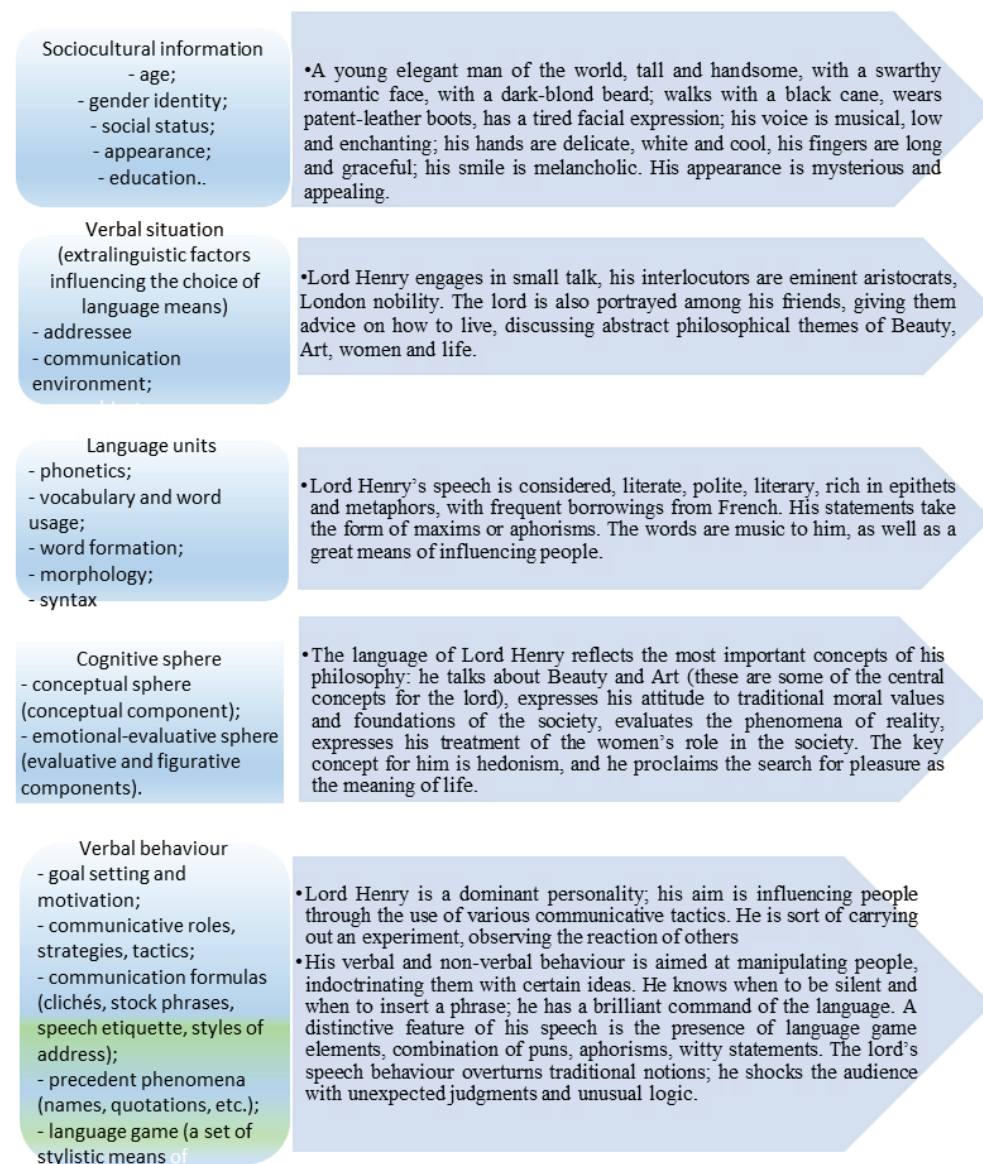 Sociocultural information
- age;
- gender identity;
- social status;
- appearance;
- education..
•A young elegant man of the world, tall and handsome, with a swarthy
romantic face, with a dark-blond beard; walks with a black cane, wears
patent-leather boots, has a tired facial expression; his voice is musical, low
and enchanting; his hands are delicate, white and cool, his fingers are long
and graceful; his smile is melancholic. His appearance is mysterious and
appealing.
Verbal situation
(extralinguistic factors
influencing the choice of
language means)
- addressee
- communication
environment;
•Lord Henry engages in small talk, his interlocutors are eminent aristocrats,
London nobility. The lord is also portrayed among his friends, giving them
advice on how to live, discussing abstract philosophical themes of Beauty,
Art, women and life.
Language units
- phonetics;
- vocabulary and word
usage;
- word formation;
- morphology;
- syntax
•Lord Henry's speech is considered, literate, polite, literary, rich in epithets
and metaphors, with frequent borrowings from French. His statements take
the form of maxims or aphorisms. The words are music to him, as well as a
great means of influencing people.
Cognitive sphere
- conceptual sphere
(conceptual component);
- emotional-evaluative sphere
(evaluative and figurative
components).
•The language of Lord Henry reflects the most important concepts of his
philosophy: he talks about Beauty and Art (these are some of the central
concepts for the lord), expresses his attitude to traditional moral values
and foundations of the society, evaluates the phenomena of reality,
expresses his treatment of the women's role in the society. The key
concept for him is hedonism, and he proclaims the search for pleasure as
the meaning of life.
Verbal behaviour
- goal setting and
motivation;
- communicative roles,
strategies, tactics;
- communication formulas
(clichés, stock phrases,
speech etiquette, styles of
address);
- precedent phenomena
(names, quotations, etc.);
- language game (a set of
stylistic means of
•Lord Henry is a dominant personality; his aim is influencing people
through the use of various communicative tactics. He is sort of carrying
out an experiment, observing the reaction of others
•His verbal and non-verbal behaviour is aimed at manipulating people,
indoctrinating them with certain ideas. He knows when to be silent and
when to insert a phrase; he has a brilliant command of the language. A
distinctive feature of his speech is the presence of language game
elements, combination of puns, aphorisms, witty statements. The lord's
speech behaviour overturns traditional notions; he shocks the audience
with unexpected judgments and unusual logic.